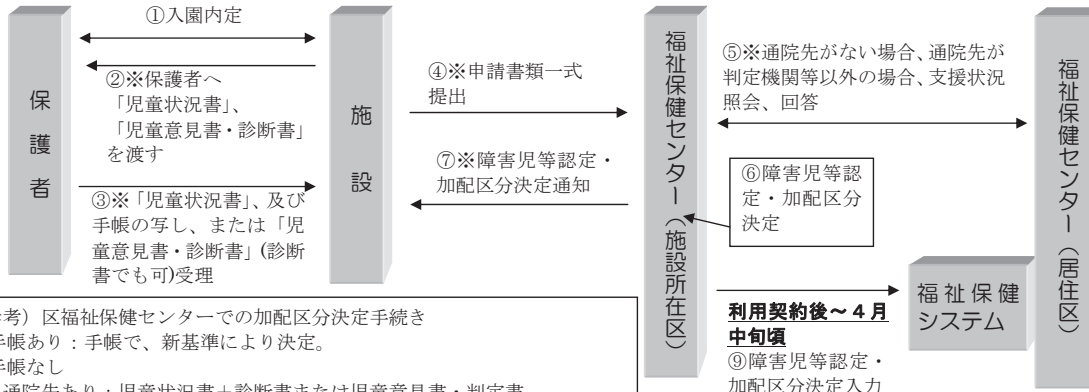 ①入園内定
保護者
②※保護者へ
「児童状況書」、
「児童意見書・診断書」
を渡す
③※「児童状況書」、及び
手帳の写し、または「児
童意見書・診断書」(診断
書でも可)受理
施設
④※申請書類一式
提出
⑦※障害児等認定・
加配区分決定通知
福祉保健センター（施設所在区）
⑤※通院先がない場合、通院先が
判定機関等以外の場合、支援状況
照会、回答
⑥障害児等認
定・加配区分
決定
福祉保健センター（居住区）
福祉保健
システム
利用契約後～４月
中旬頃
⑨障害児等認定・
加配区分決定入力
考）区福祉保健センターでの加配区分決定手続き
手帳あり：手帳で、新基準により決定。
手帳なし
通院先あり：児童状況書＋診断書または児童意見書・判定書